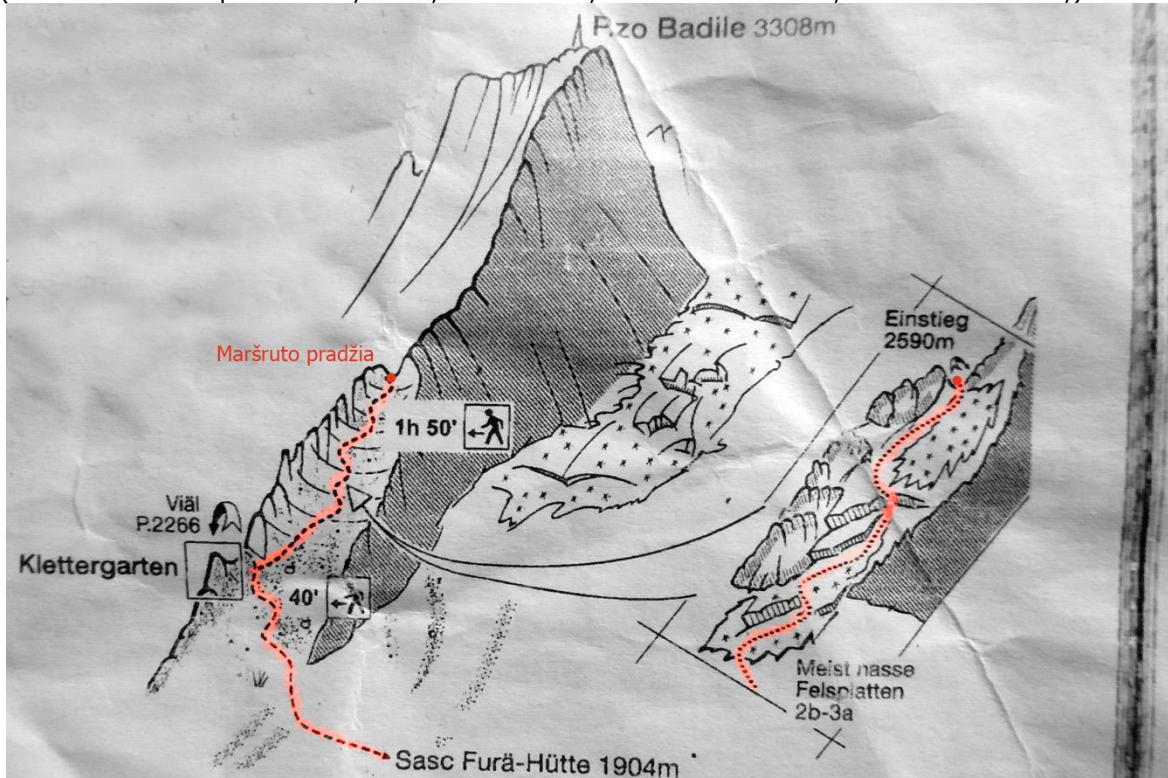 P.zo Badile 3308m
Einstieg
2590m
Maršruto pradžia
1h 50'
Viäl
P.2266
Klettergarten
40'
Meist nasse
Felsplatten
2b-3a
Sasc Furä-Hütte 1904m